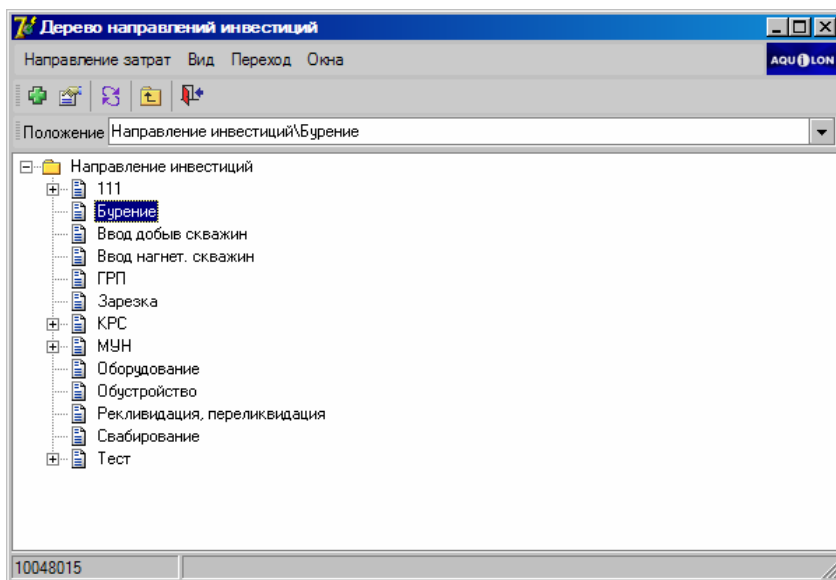 Дерево направлений инвестиций
Направление затрат Вид Переход Окна
AQUILON
Положение Направление инвестиций\Бурение
Направление инвестиций
111
Бурение
Ввод добыв скважин
Ввод нагнет. скважин
ГРП
Зарезка
КРС
МУН
Оборудование
Обустройство
Рекливидация, переликвидация
Свабирование
Тест
10048015